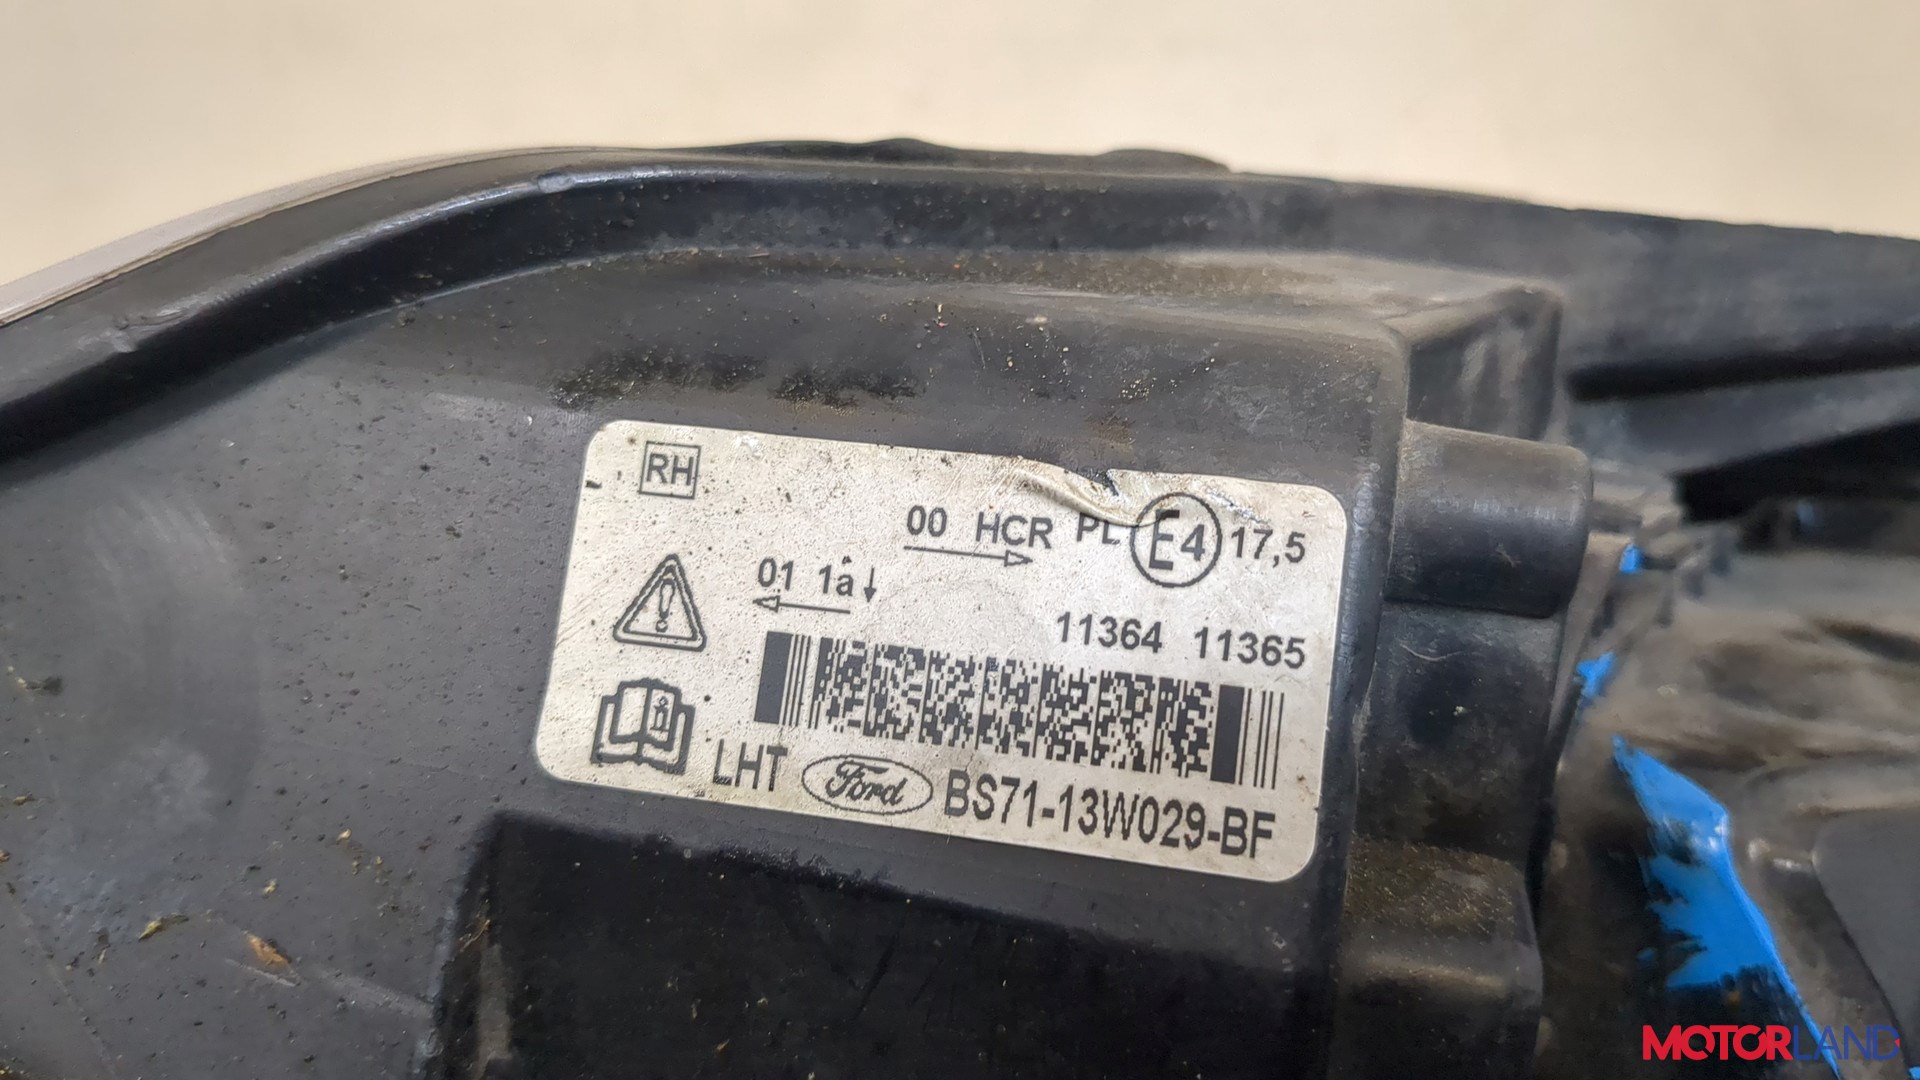 RH
00 HCR PL E4 17,5
01 1a
11364 11365
LHT Ford BS71-13W029-BF
MOTORLAND